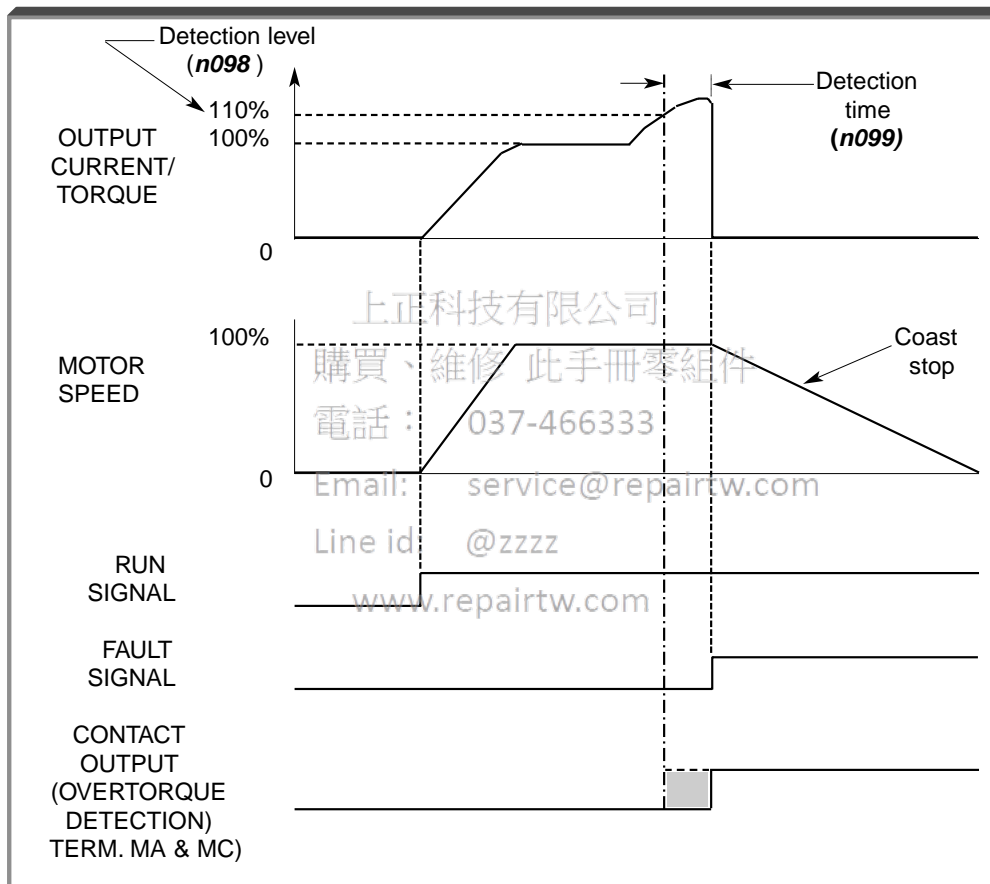 Detection level
(n098 )
110%
100%
OUTPUT
CURRENT/
TORQUE
0
Detection
time
(n099)
上正科技有限公司
100%
MOTOR
SPEED
購買、維修 此手冊零組件
Coast
stop
電話： 037-466333
0
Email: service@repairtw.com
Line id: @zzzz
RUN
SIGNAL
www.repairtw.com
FAULT
SIGNAL
CONTACT
OUTPUT
(OVERTORQUE
DETECTION)
TERM. MA & MC)